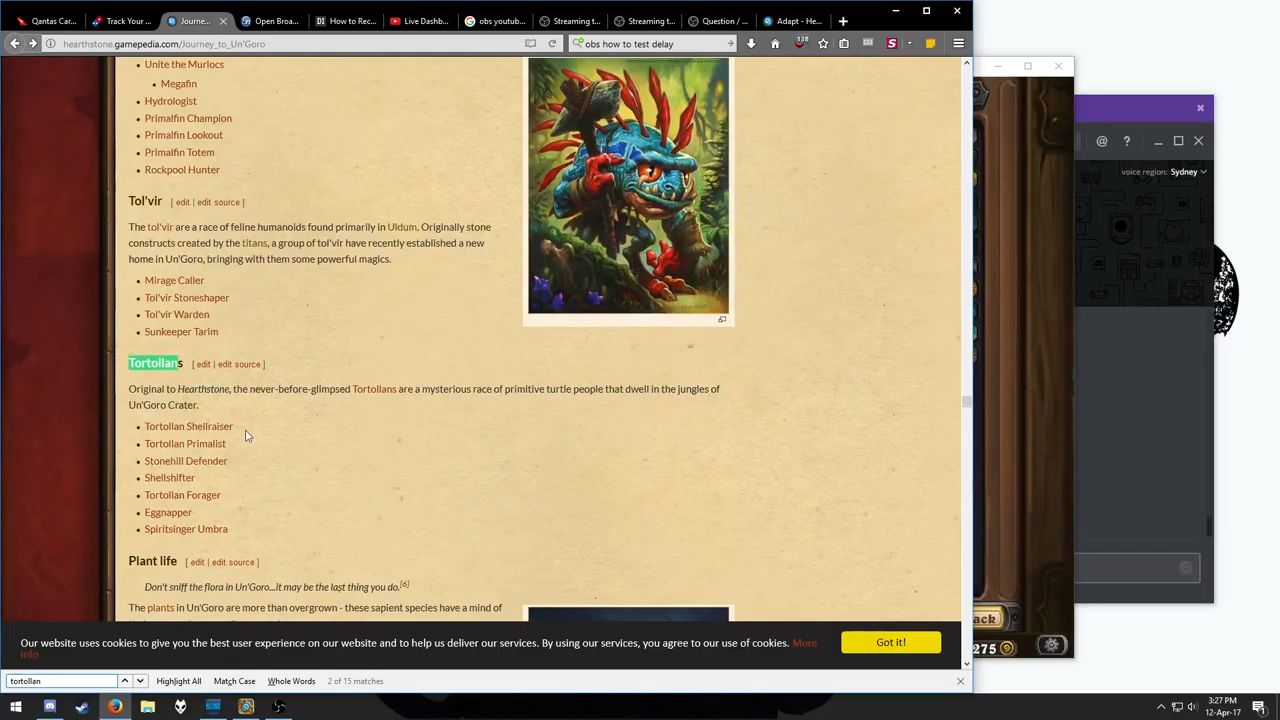 Qantas Car...
Track Your ...
Journe...
Open Broa...
How to Rec...
Live Dashb...
obs youtub...
Streaming t...
Streaming t...
Question / ...
Adapt - He...
hearthstone.gamepedia.com/Journey_to_Un'Goro
obs how to test delay
138
Unite the Murlocs
Megafin
Hydrologist
Primalfin Champion
Primalfin Lookout
Primalfin Totem
Rockpool Hunter
Tol'vir [ edit | edit source ]
The tol'vir are a race of feline humanoids found primarily in Uldum. Originally stone
constructs created by the titans, a group of tol'vir have recently established a new
home in Un'Goro, bringing with them some powerful magics.
Mirage Caller
Tol'vir Stoneshaper
Tol'vir Warden
Sunkeeper Tarim
Tortollans [ edit | edit source ]
Original to Hearthstone, the never-before-glimpsed Tortollans are a mysterious race of primitive turtle people that dwell in the jungles of
Un'Goro Crater.
Tortollan Shellraiser
Tortollan Primalist
Stonehill Defender
Shellshifter
Tortollan Forager
Eggnapper
Spiritsinger Umbra
Plant life [ edit | edit source ]
Don't sniff the flora in Un'Goro...it may be the last thing you do.[6]
The plants in Un'Goro are more than overgrown - these sapient species have a mind of
Our website uses cookies to give you the best user experience on our website and to help us deliver our services. By using our services, you agree to our use of cookies. More
info
Got it!
tortollan
Highlight All
Match Case
Whole Words
2 of 15 matches
voice region: Sydney
ack
275
3:27 PM
12-Apr-17